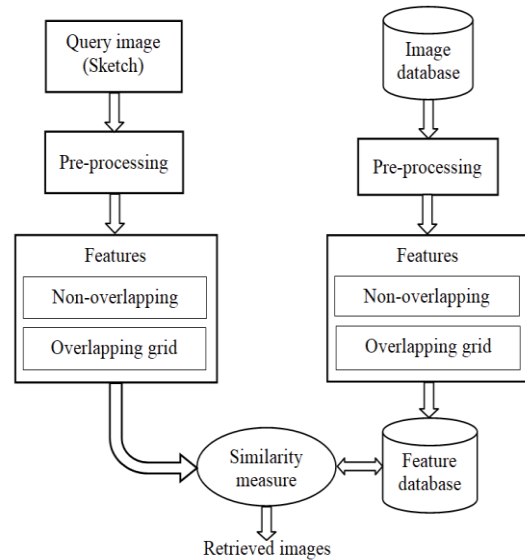 Query image
(Sketch)
Image
database
Pre-processing
Pre-processing
Features
Non-overlapping
Overlapping grid
Features
Non-overlapping
Overlapping grid
Similarity
measure
Feature
database
Retrieved images